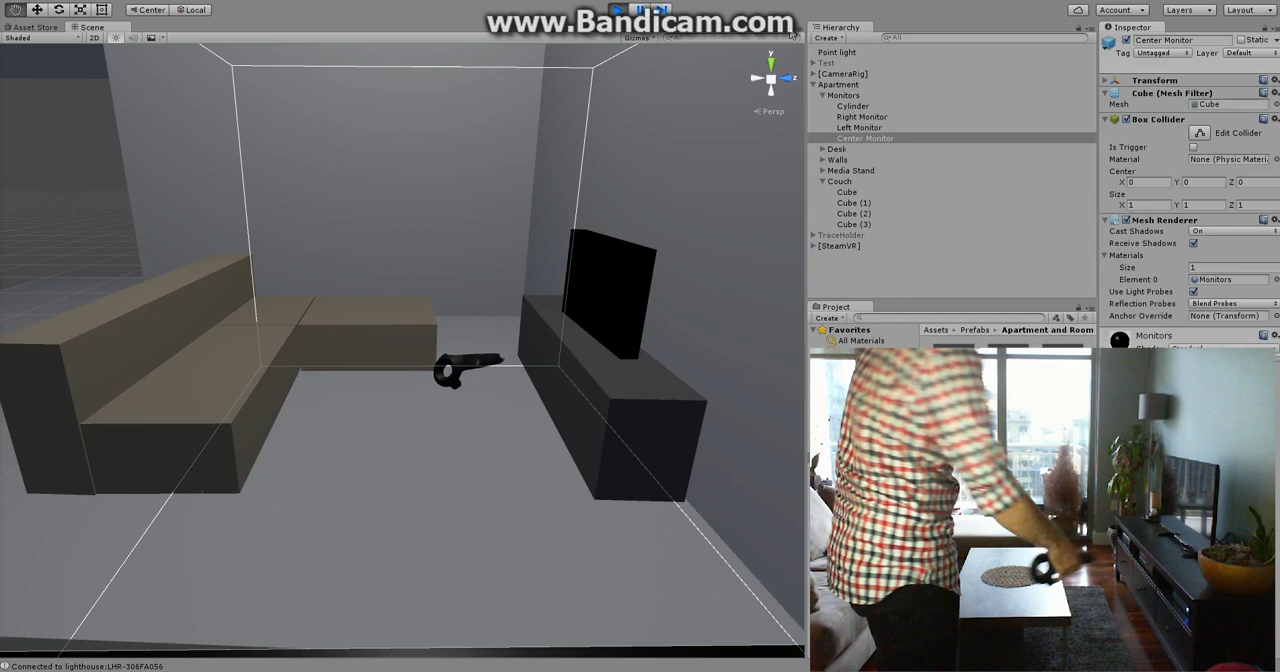 www.Bandicam.com
Center
Local
Account
Layers
Layout
Asset Store
Scene
Shaded
2D
Gizmos
All
y
z
Persp
Hierarchy
Create
All
Point light
Test
[CameraRig]
Apartment
Monitors
Cylinder
Right Monitor
Left Monitor
Center Monitor
Desk
Walls
Media Stand
Couch
Cube
Cube (1)
Cube (2)
Cube (3)
TraceHolder
[SteamVR]
Project
Create
Favorites
All Materials
Assets
Prefabs
Apartment and Room
Inspector
Center Monitor
Static
Tag
Untagged
Layer
Default
Transform
Cube (Mesh Filter)
Mesh
Cube
Box Collider
Edit Collider
Is Trigger
Material
None (Physic Materi
Center
X 0 Y 0 Z 0
Size
X 1 Y 1 Z 1
Mesh Renderer
Cast Shadows
On
Receive Shadows
Materials
Size
1
Element 0
Monitors
Use Light Probes
Reflection Probes
Blend Probes
Anchor Override
None (Transform)
Monitors
Connected to lighthouse:LHR-306FA056